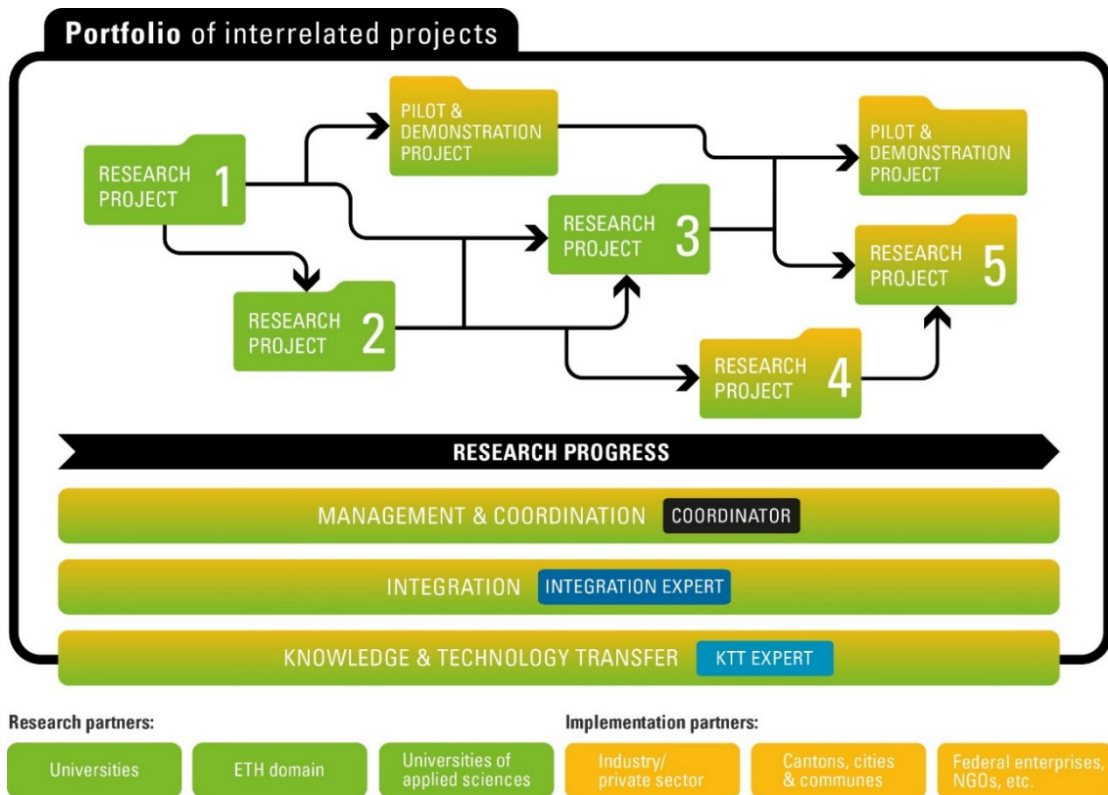 Portfolio of interrelated projects
PILOT &
DEMONSTRATION
PROJECT
PILOT &
DEMONSTRATION
PROJECT
RESEARCH
PROJECT
1
RESEARCH
PROJECT
3
RESEARCH
PROJECT
5
RESEARCH
PROJECT
2
RESEARCH
PROJECT
4
RESEARCH PROGRESS
MANAGEMENT & COORDINATION COORDINATOR
INTEGRATION INTEGRATION EXPERT
KNOWLEDGE & TECHNOLOGY TRANSFER KTT EXPERT
Research partners:
Universities
ETH domain
Universities of
applied sciences
Implementation partners:
Industry/
private sector
Cantons, cities
& communes
Federal enterprises,
NGOs, etc.